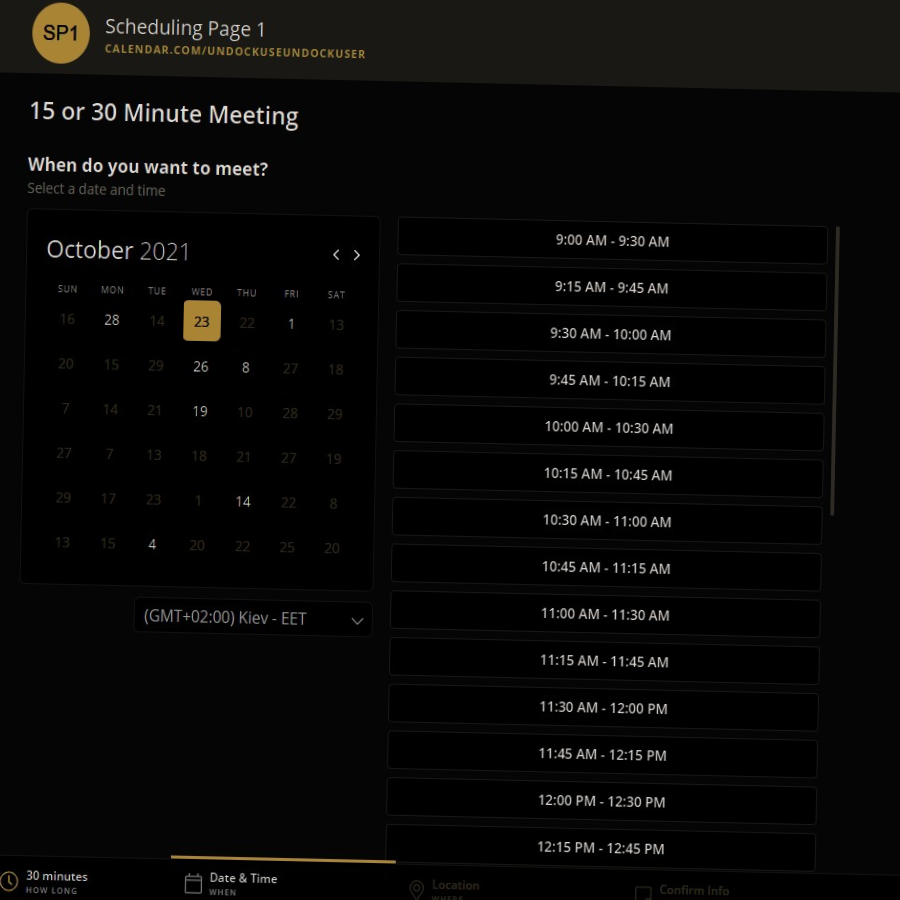 SP1
Scheduling Page 1
CALENDAR.COM/UNDOCKUSEUNDOCKUSER
15 or 30 Minute Meeting
When do you want to meet?
Select a date and time
October 2021
SUN MON TUE WED THU FRI SAT
16 28 14 23 22 1 13
20 15 29 26 8 27 18
7 14 21 19 10 28 29
27 7 13 18 21 27 19
29 17 23 1 14 22 8
13 15 4 20 22 25 20
(GMT+02:00) Kiev - EET
9:00 AM - 9:30 AM
9:15 AM - 9:45 AM
9:30 AM - 10:00 AM
9:45 AM - 10:15 AM
10:00 AM - 10:30 AM
10:15 AM - 10:45 AM
10:30 AM - 11:00 AM
10:45 AM - 11:15 AM
11:00 AM - 11:30 AM
11:15 AM - 11:45 AM
11:30 AM - 12:00 PM
11:45 AM - 12:15 PM
12:00 PM - 12:30 PM
12:15 PM - 12:45 PM
30 minutes
HOW LONG
Date & Time
WHEN
Location
WHERE
Confirm Info